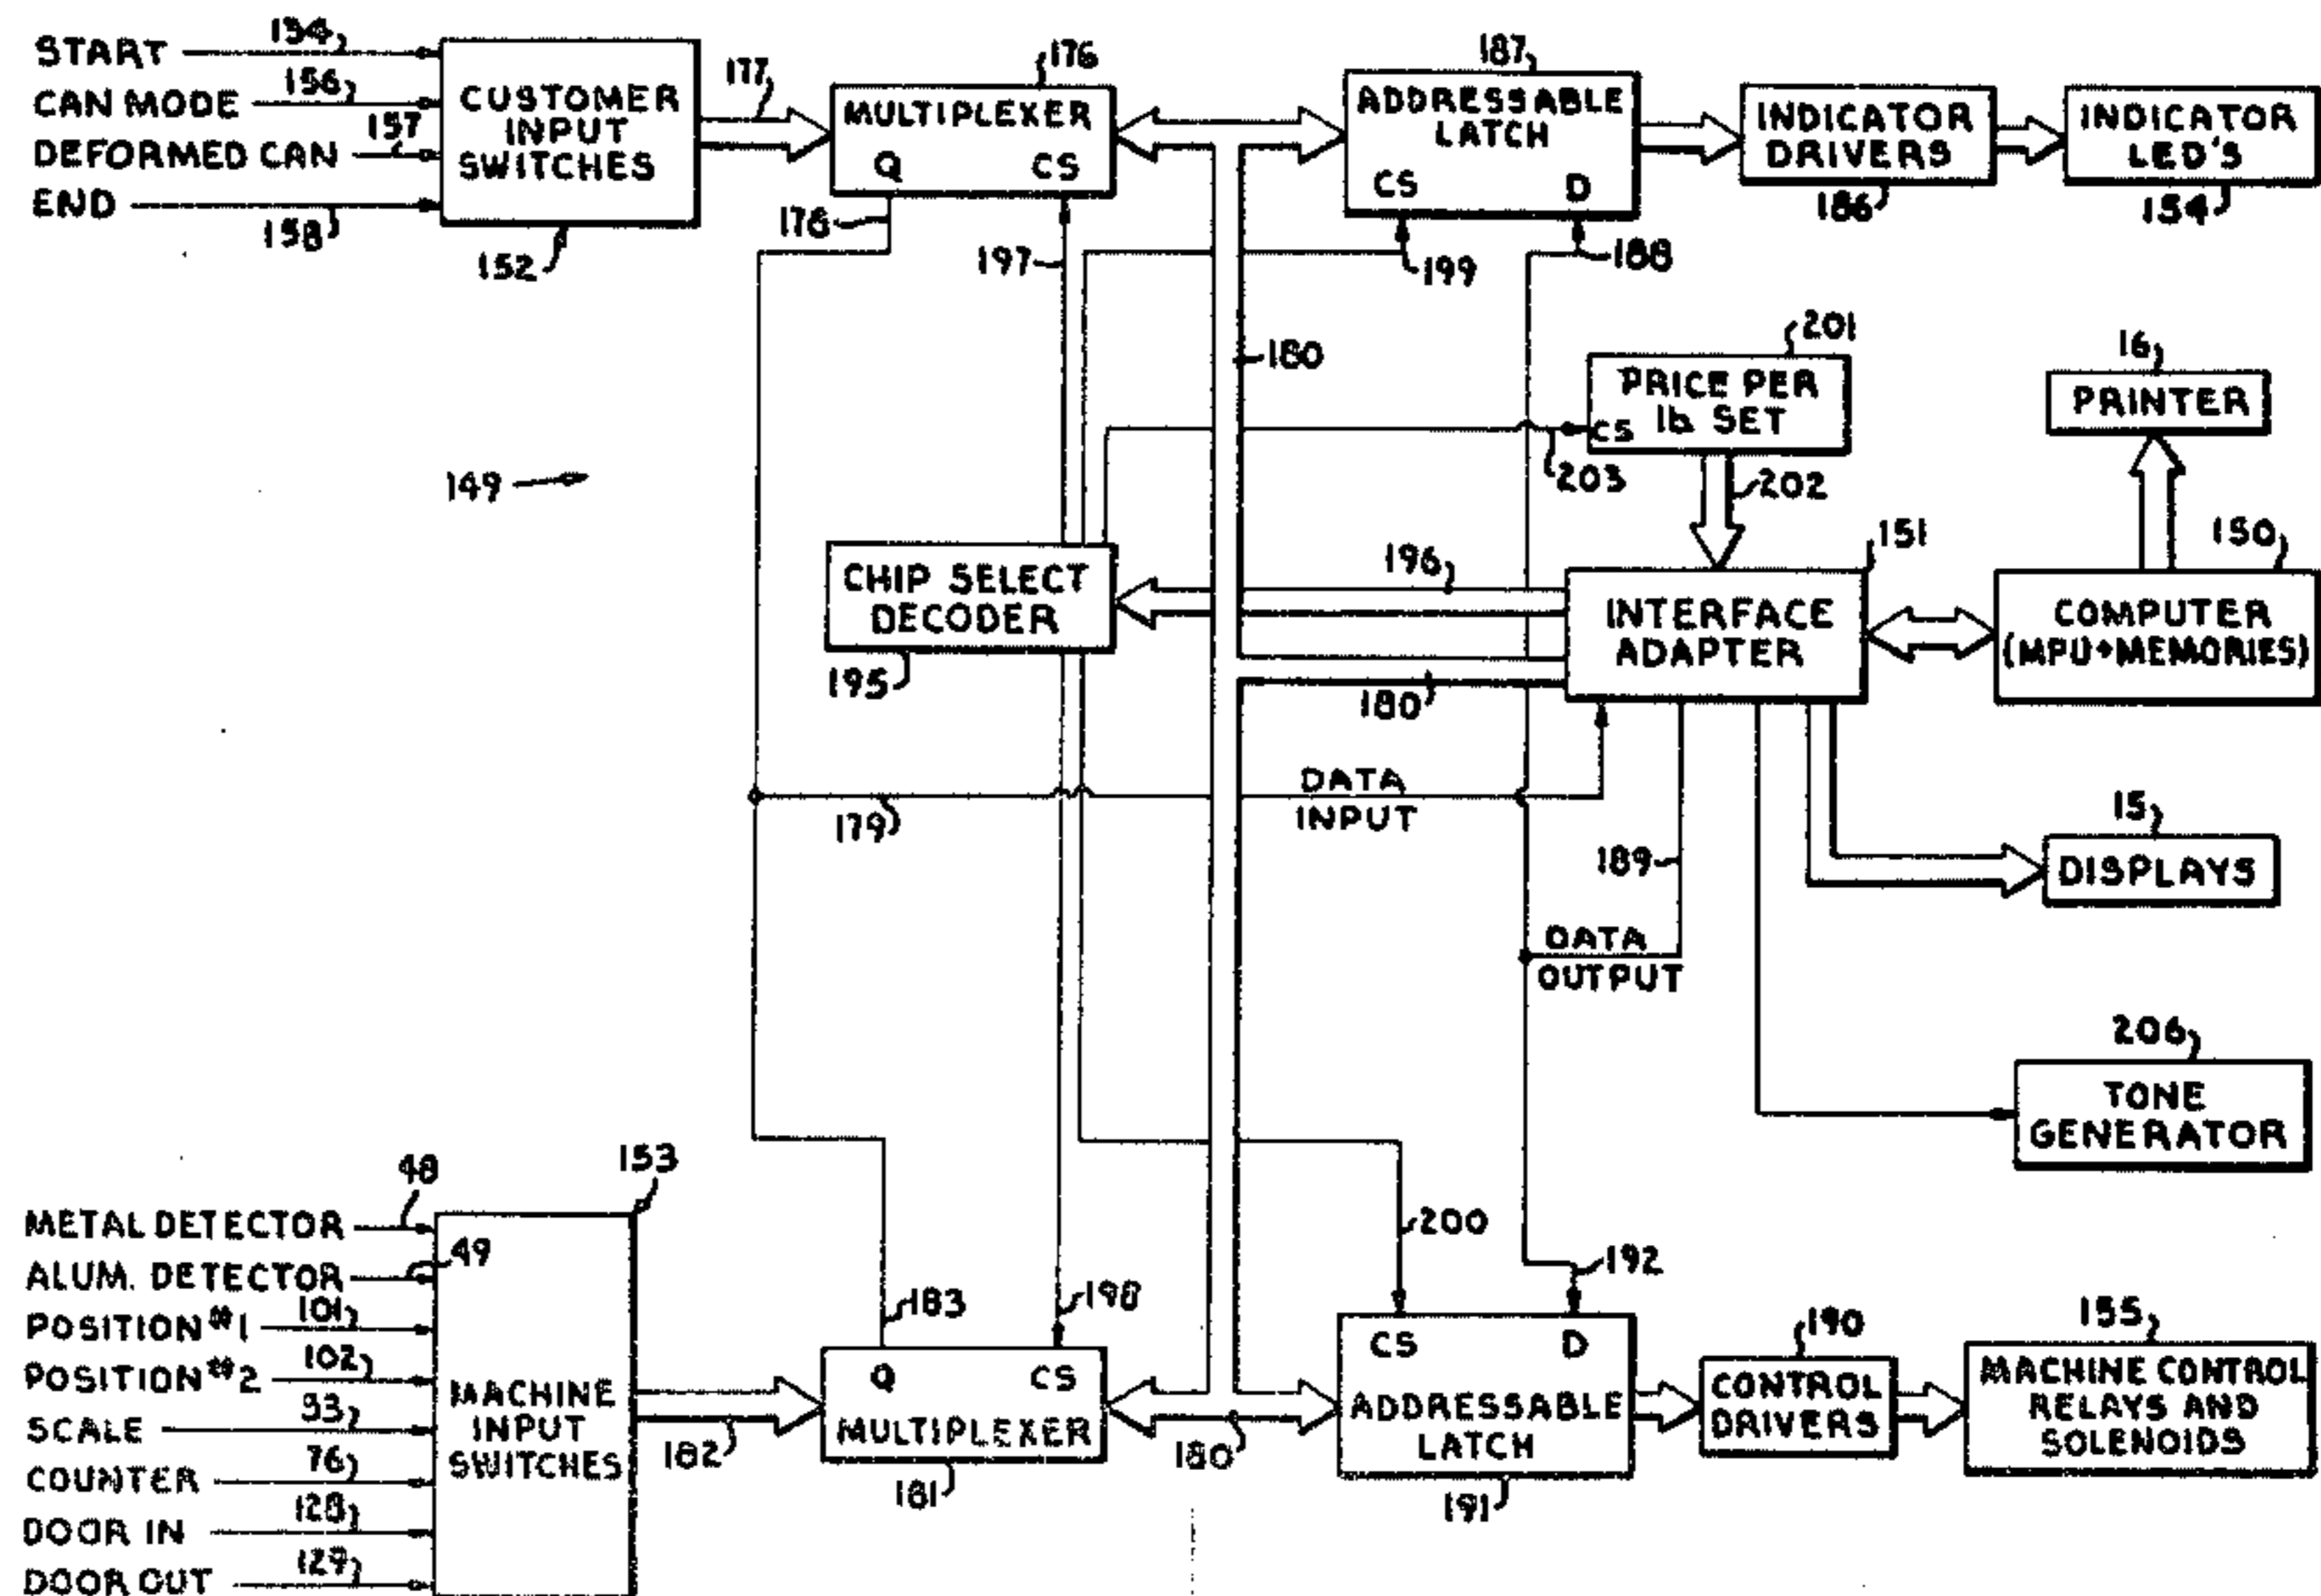 START 154
CAN MODE 156
DEFORMED CAN 157
END 158
CUSTOMER
INPUT
SWITCHES
152
177
176
MULTIPLEXER
Q CS
178
197
187
ADDRESSABLE
LATCH
CS D
199
188
INDICATOR
DRIVERS
186
INDICATOR
LED'S
154
180
201
PRICE PER
lb. SET
CS
203
202
16
PRINTER
149
CHIP SELECT
DECODER
195
196
151
INTERFACE
ADAPTER
180
150
COMPUTER
(MPU+MEMORIES)
DATA
INPUT
179
189
15
DISPLAYS
DATA
OUTPUT
206
TONE
GENERATOR
METAL DETECTOR 48
ALUM. DETECTOR 49
POSITION #1 101
POSITION #2 102
SCALE 93
COUNTER 76
DOOR IN 128
DOOR OUT 129
153
MACHINE
INPUT
SWITCHES
182
183
198
Q CS
MULTIPLEXER
181
180
200
192
CS D
ADDRESSABLE
LATCH
191
190
CONTROL
DRIVERS
155
MACHINE CONTROL
RELAYS AND
SOLENOIDS